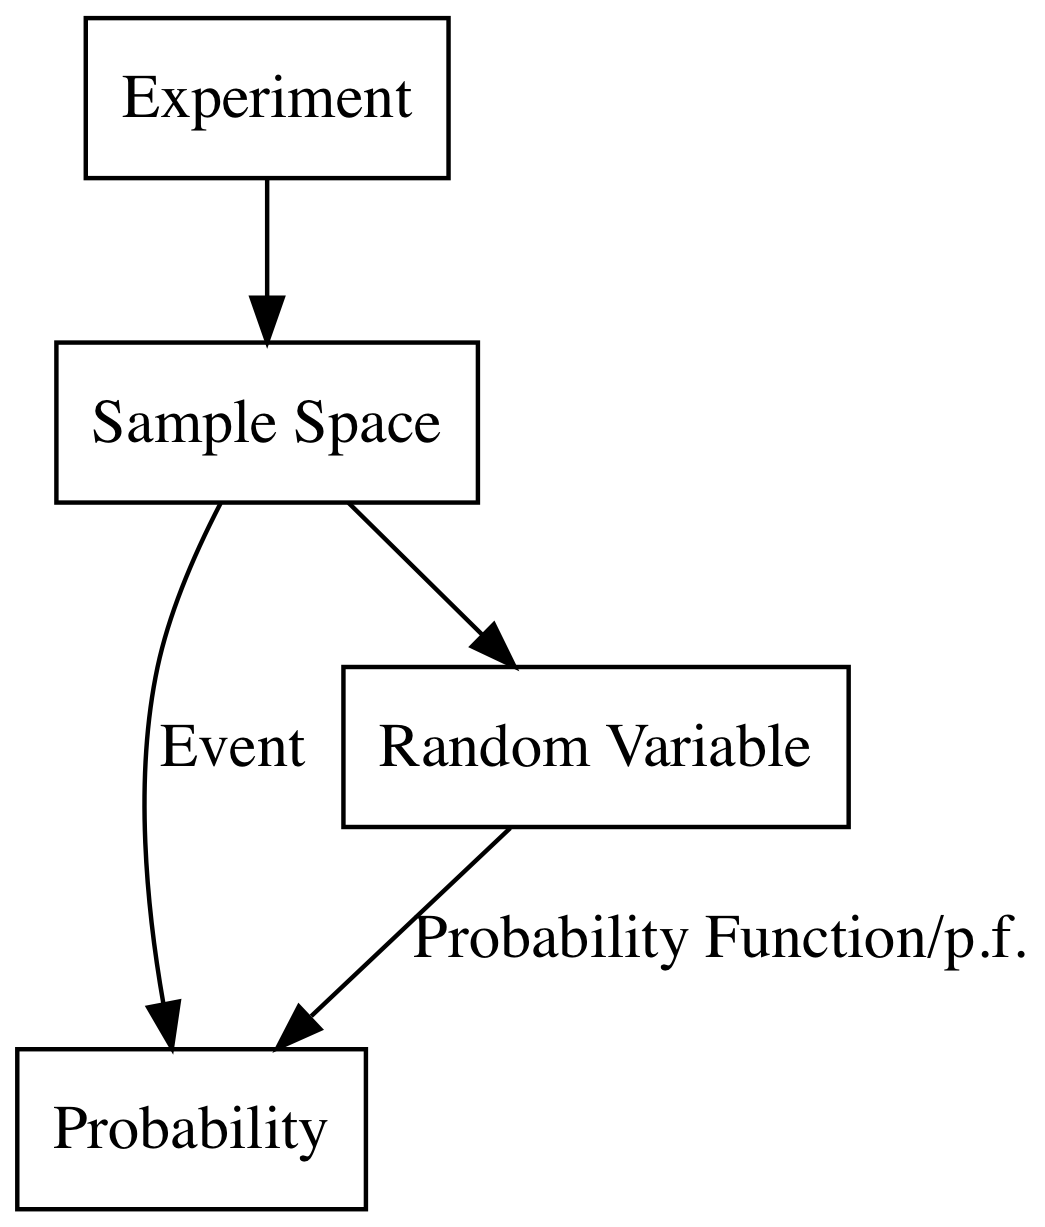 Experiment
Sample Space
Event
Random Variable
Probability Function/p.f.
Probability